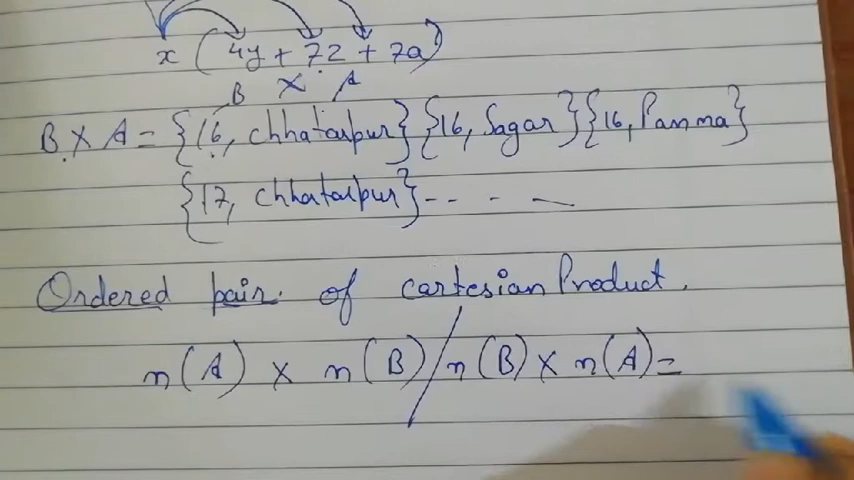 x (4y + 7z + 7a)
B X A
B X A = {16, chhatarpur} {16, Sagar} {16, Panna}
{17, chhatarpur} - - - —
Ordered pair of cartesian Product.
n(A) x n(B) / n(B) x n(A) =